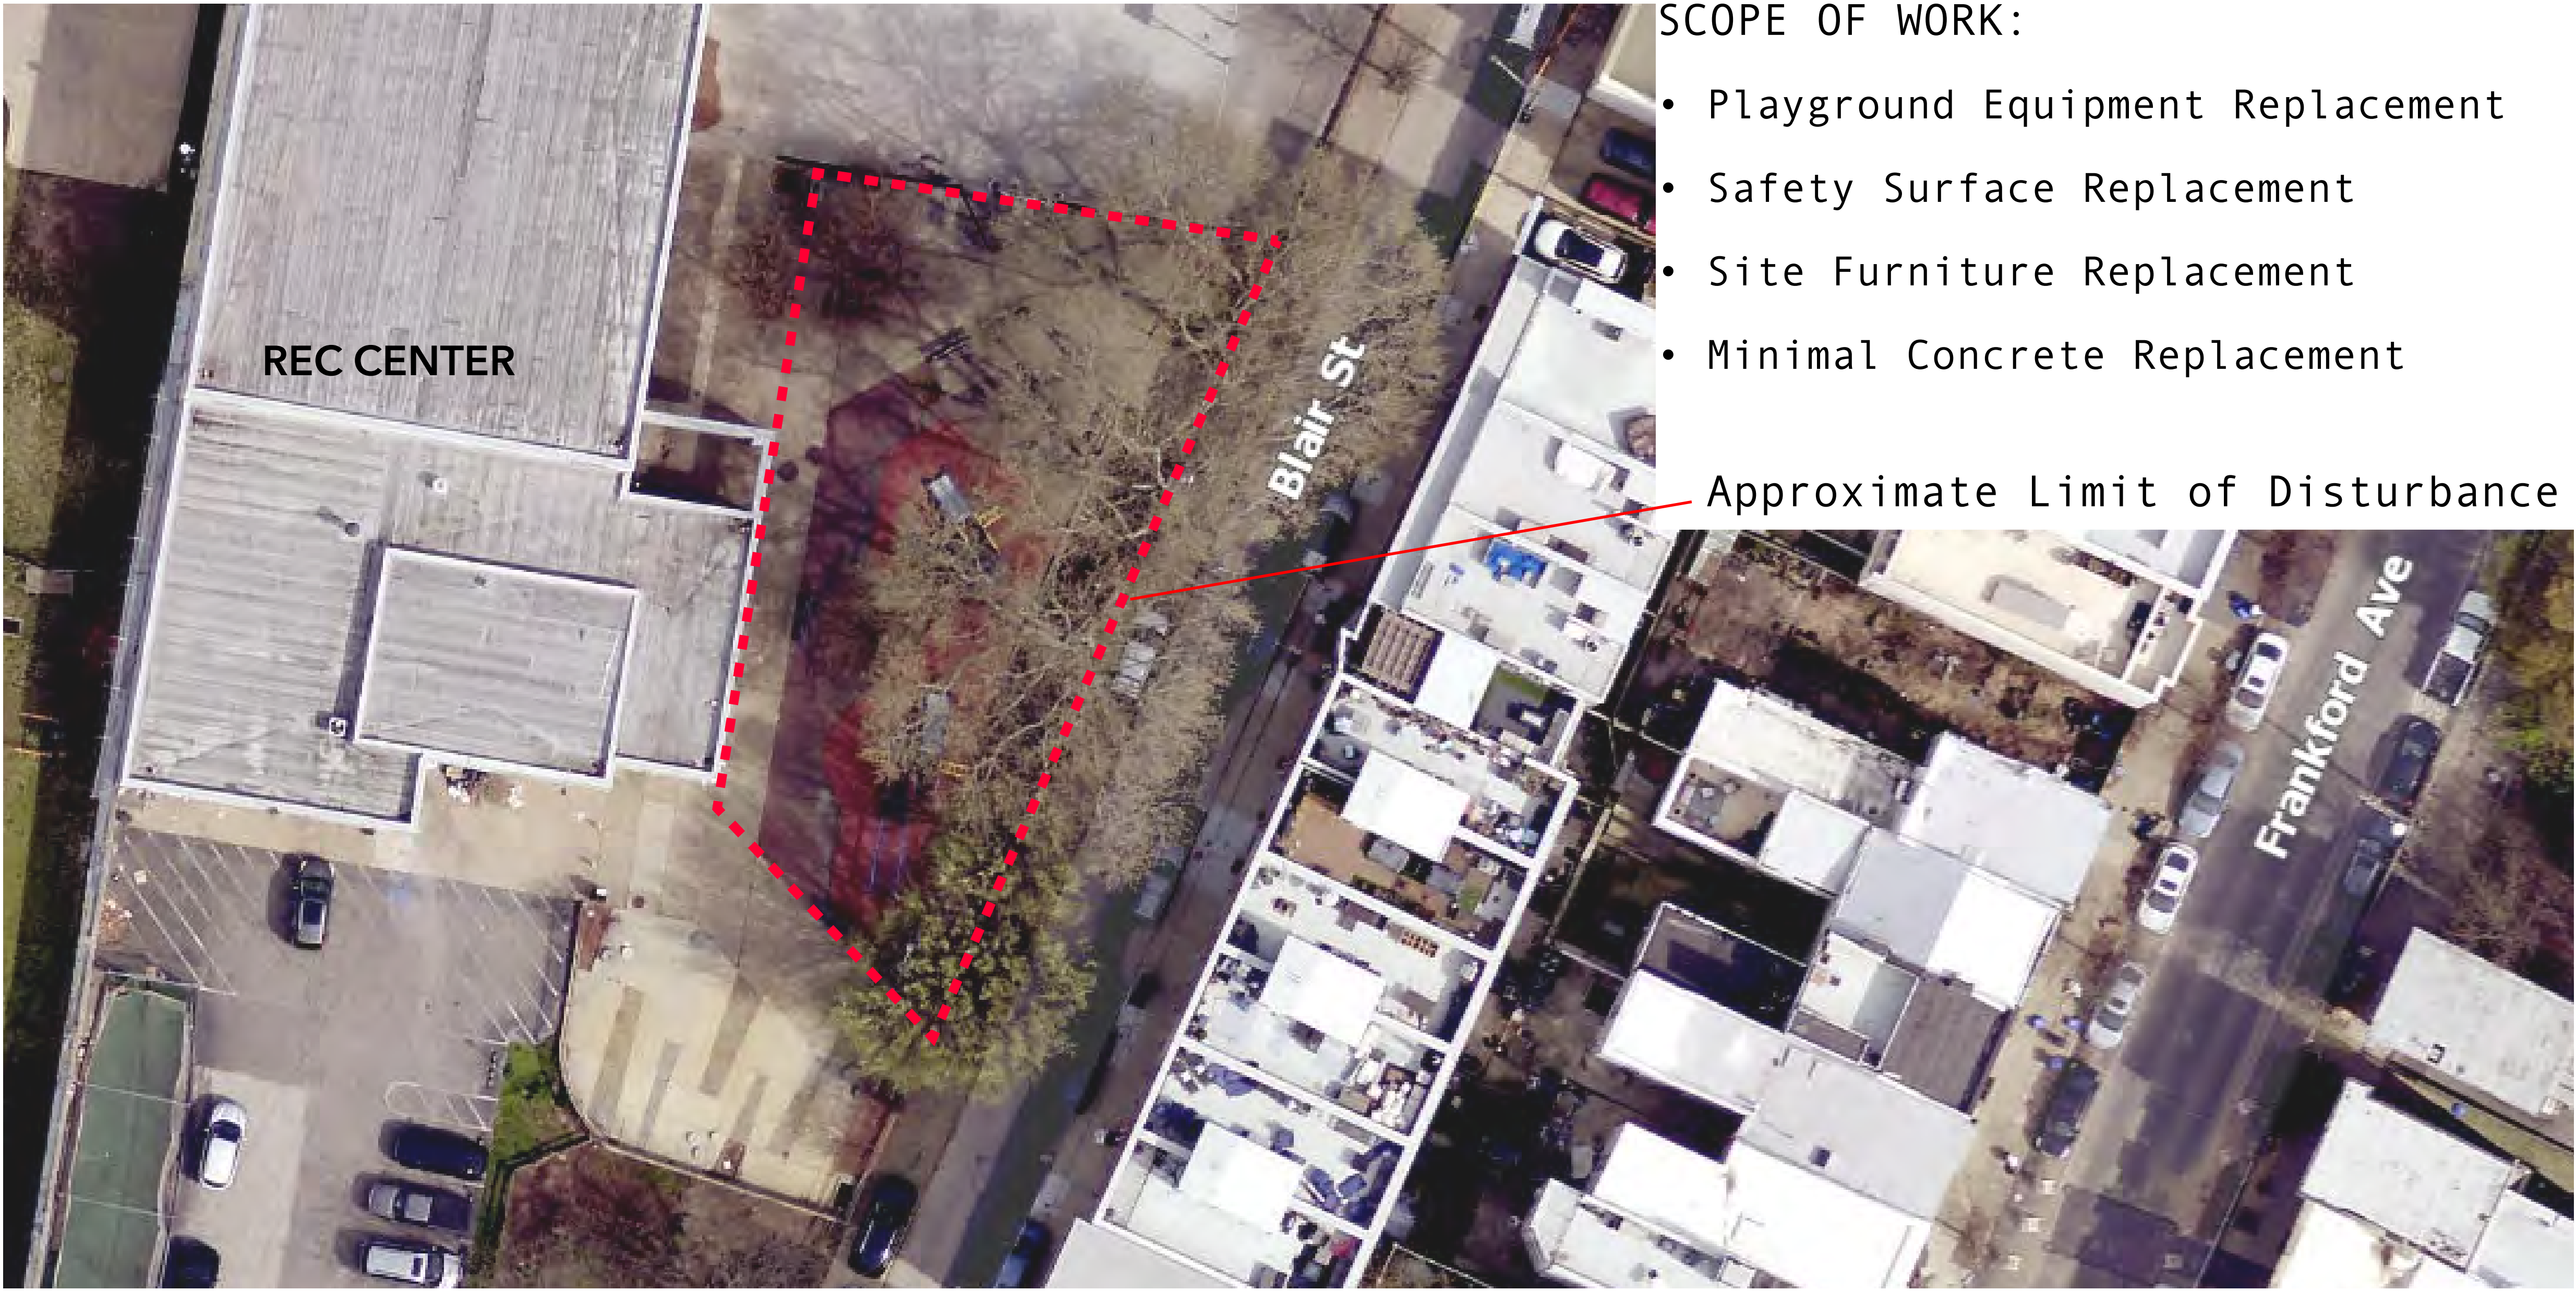 SCOPE OF WORK:
• Playground Equipment Replacement
• Safety Surface Replacement
• Site Furniture Replacement
• Minimal Concrete Replacement
Approximate Limit of Disturbance
REC CENTER
Blair St
Frankford Ave